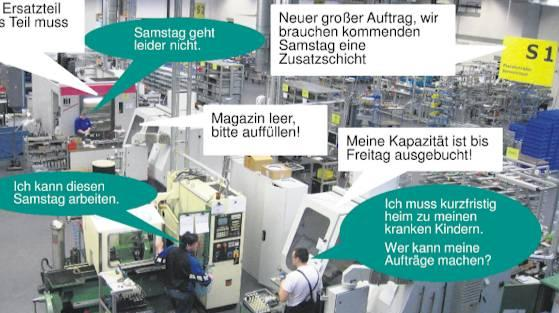 Ersatzteil
Teil muss
Samstag geht
leider nicht.
Neuer großer Auftrag, wir
brauchen kommenden
Samstag eine
Zusatzschicht
S 1
Magazin leer,
bitte auffüllen!
Meine Kapazität ist bis
Freitag ausgebucht!
Ich kann diesen
Samstag arbeiten.
Ich muss kurzfristig
heim zu meinen
kranken Kindern.
Wer kann meine
Aufträge machen?